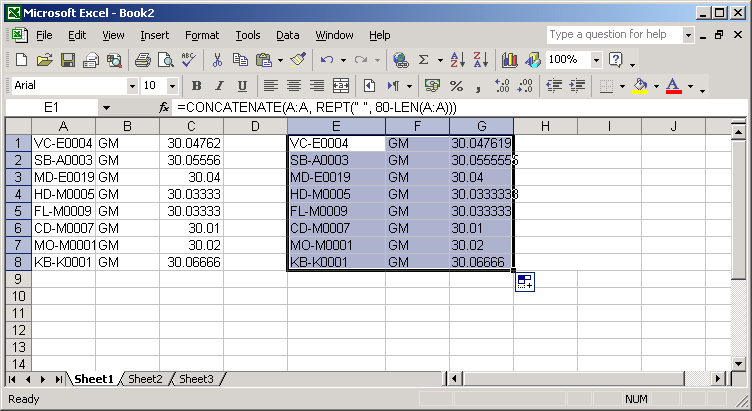 Microsoft Excel - Book2
File Edit View Insert Format Tools Data Window Help Type a question for help
100%
Arial 10 B I U $ % ,
E1 fx =CONCATENATE(A:A, REPT(" ", 80-LEN(A:A)))
A B C D E F G H I J
1 VC-E0004 GM 30.04762 VC-E0004 GM 30.047619
2 SB-A0003 GM 30.05556 SB-A0003 GM 30.0555555
3 MD-E0019 GM 30.04 MD-E0019 GM 30.04
4 HD-M0005 GM 30.03333 HD-M0005 GM 30.0333333
5 FL-M0009 GM 30.03333 FL-M0009 GM 30.033333
6 CD-M0007 GM 30.01 CD-M0007 GM 30.01
7 MO-M0001 GM 30.02 MO-M0001 GM 30.02
8 KB-K0001 GM 30.06666 KB-K0001 GM 30.06666
9
10
11
12
13
14
Sheet1 Sheet2 Sheet3
Ready NUM